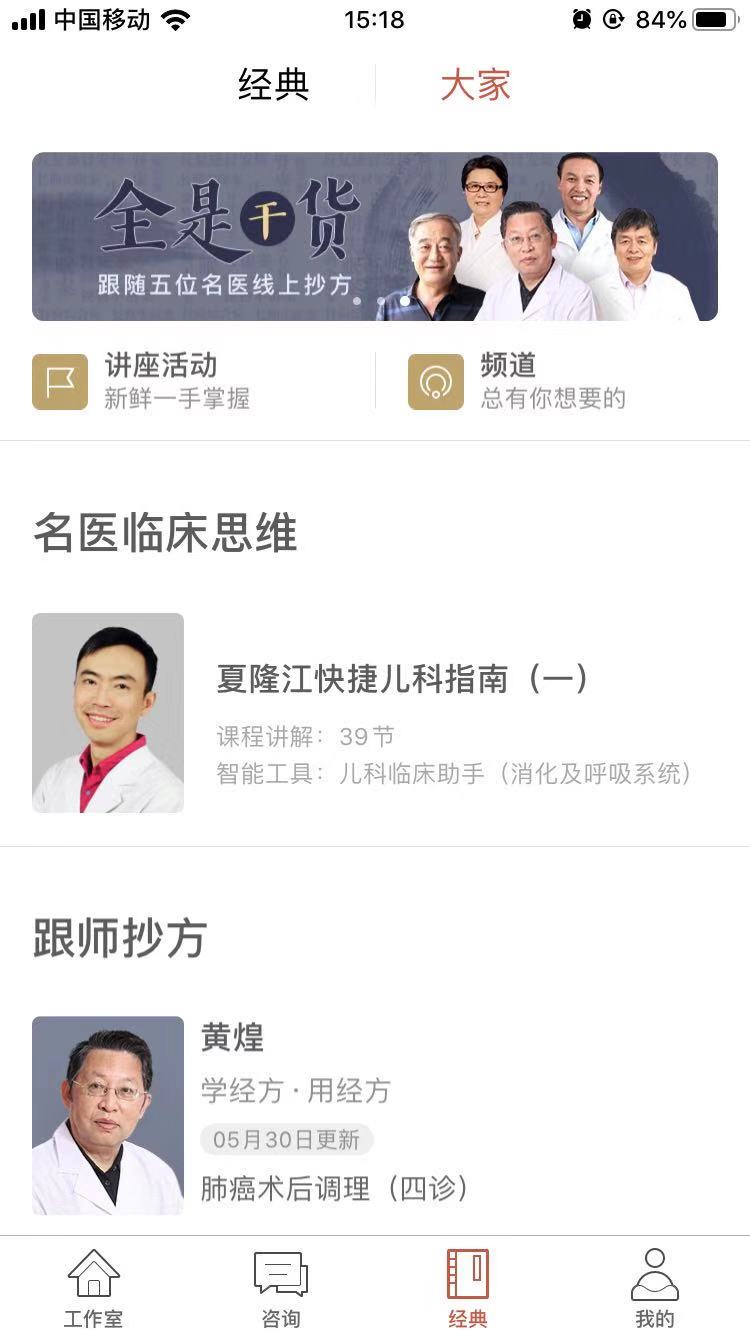 中国移动
15:18
84%
经典
大家
全是干货
跟随五位名医线上抄方
讲座活动
新鲜一手掌握
频道
总有你想要的
名医临床思维
夏隆江快捷儿科指南（一）
课程讲解：39节
智能工具：儿科临床助手（消化及呼吸系统）
跟师抄方
黄煌
学经方·用经方
05月30日更新
肺癌术后调理（四诊）
工作室
咨询
经典
我的